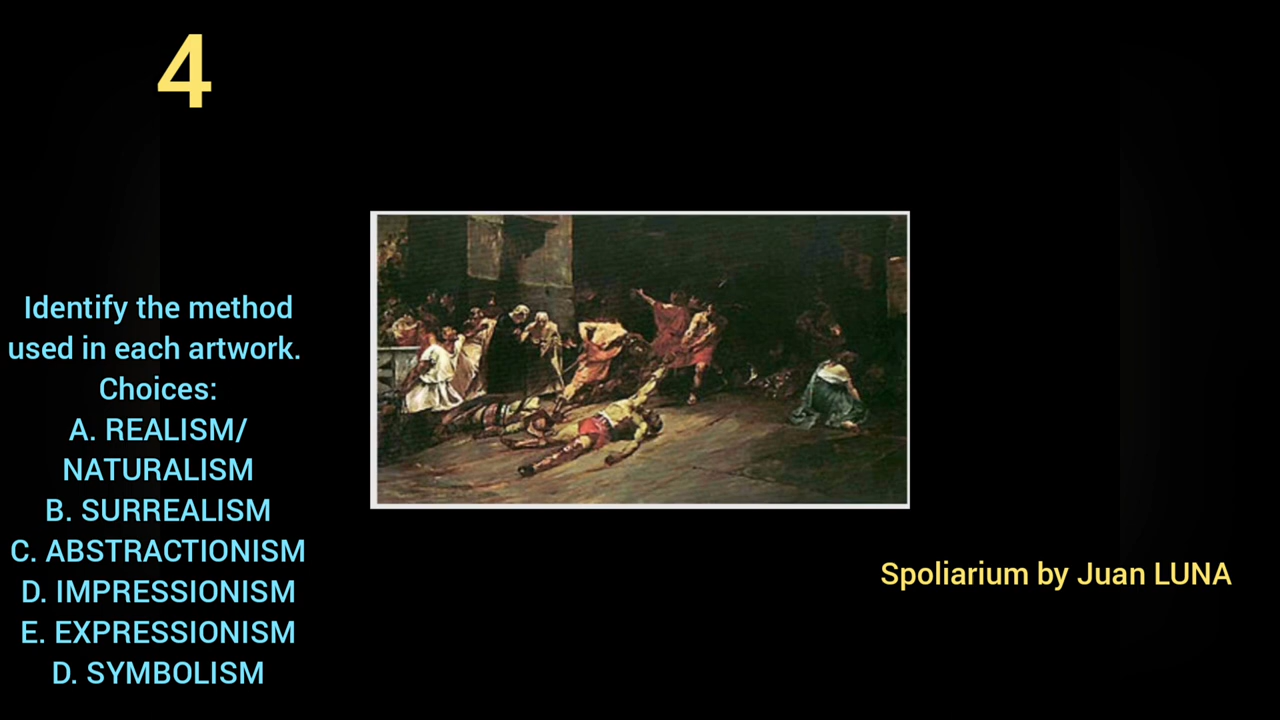 4
Identify the method
used in each artwork.
Choices:
A. REALISM/
NATURALISM
B. SURREALISM
C. ABSTRACTIONISM
D. IMPRESSIONISM
E. EXPRESSIONISM
D. SYMBOLISM
Spoliarium by Juan LUNA